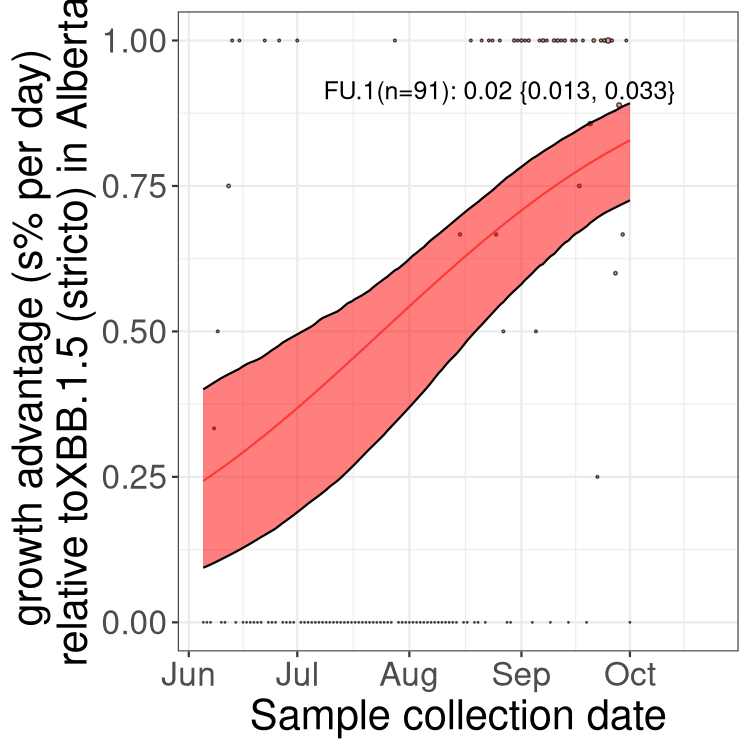 growth advantage (s% per day)
relative toXBB.1.5 (stricto) in Alberta
1.00
0.75
0.50
0.25
0.00
FU.1(n=91): 0.02 {0.013, 0.033}
Jun Jul Aug Sep Oct
Sample collection date